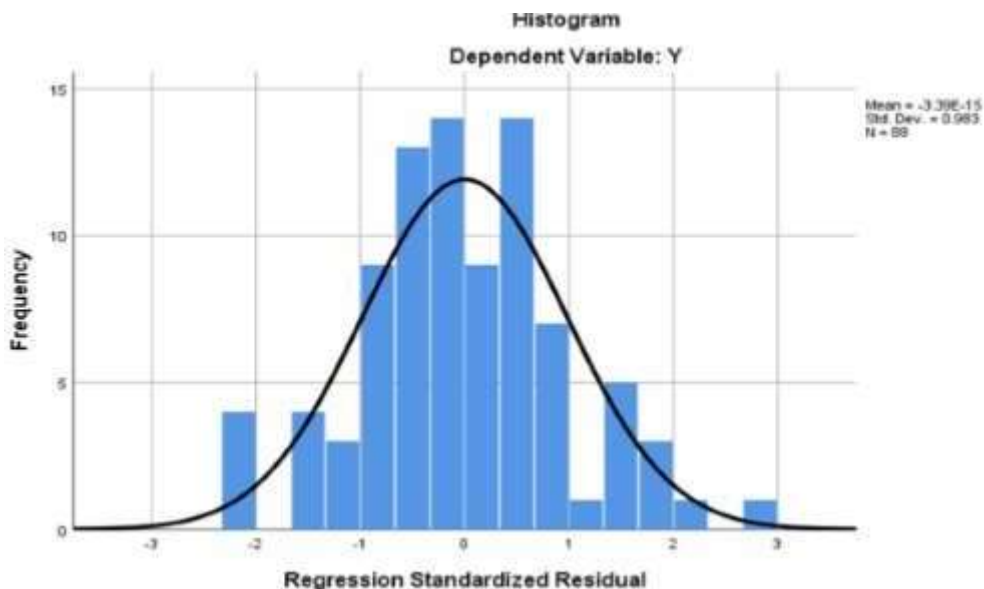 Histogram
Dependent Variable: Y
Mean = -3.39E-15
Std. Dev. = 0.983
N = 88
15
10
5
0
Frequency
-3 -2 -1 0 1 2 3
Regression Standardized Residual